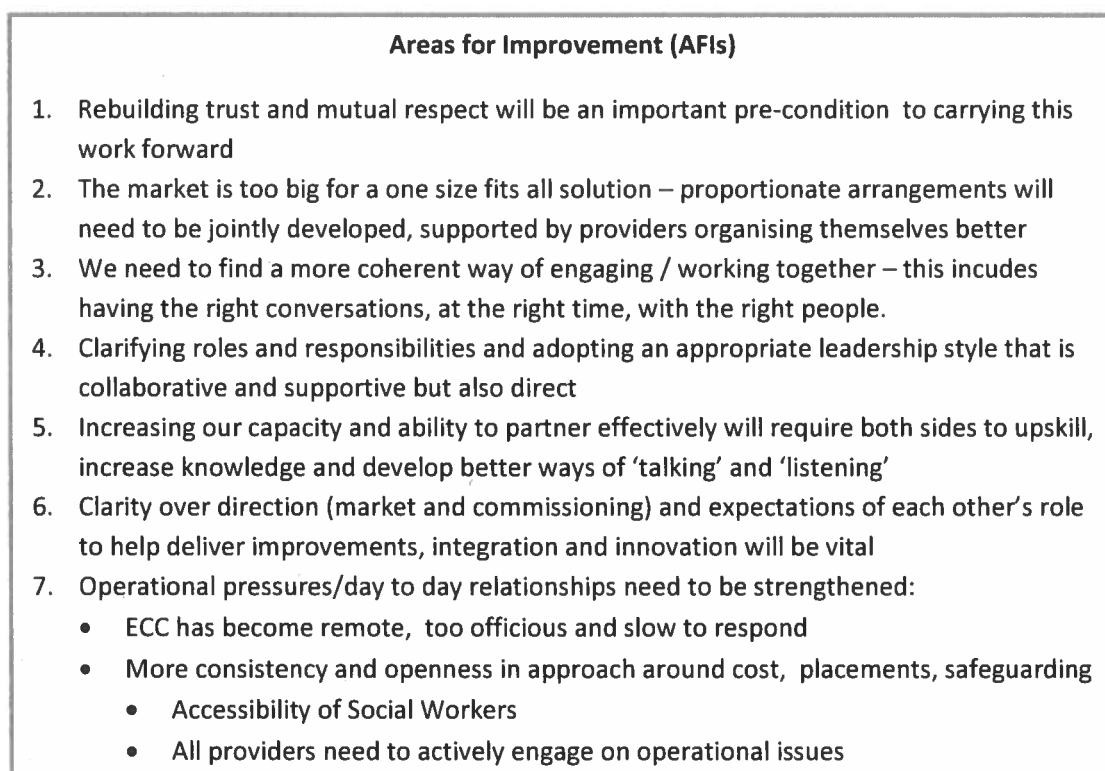 Areas for Improvement (AFIs)
1. Rebuilding trust and mutual respect will be an important pre-condition to carrying this
work forward
2. The market is too big for a one size fits all solution – proportionate arrangements will
need to be jointly developed, supported by providers organising themselves better
3. We need to find a more coherent way of engaging / working together – this incudes
having the right conversations, at the right time, with the right people.
4. Clarifying roles and responsibilities and adopting an appropriate leadership style that is
collaborative and supportive but also direct
5. Increasing our capacity and ability to partner effectively will require both sides to upskill,
increase knowledge and develop better ways of ‘talking’ and ‘listening’
6. Clarity over direction (market and commissioning) and expectations of each other’s role
to help deliver improvements, integration and innovation will be vital
7. Operational pressures/day to day relationships need to be strengthened:
• ECC has become remote, too officious and slow to respond
• More consistency and openness in approach around cost, placements, safeguarding
• Accessibility of Social Workers
• All providers need to actively engage on operational issues